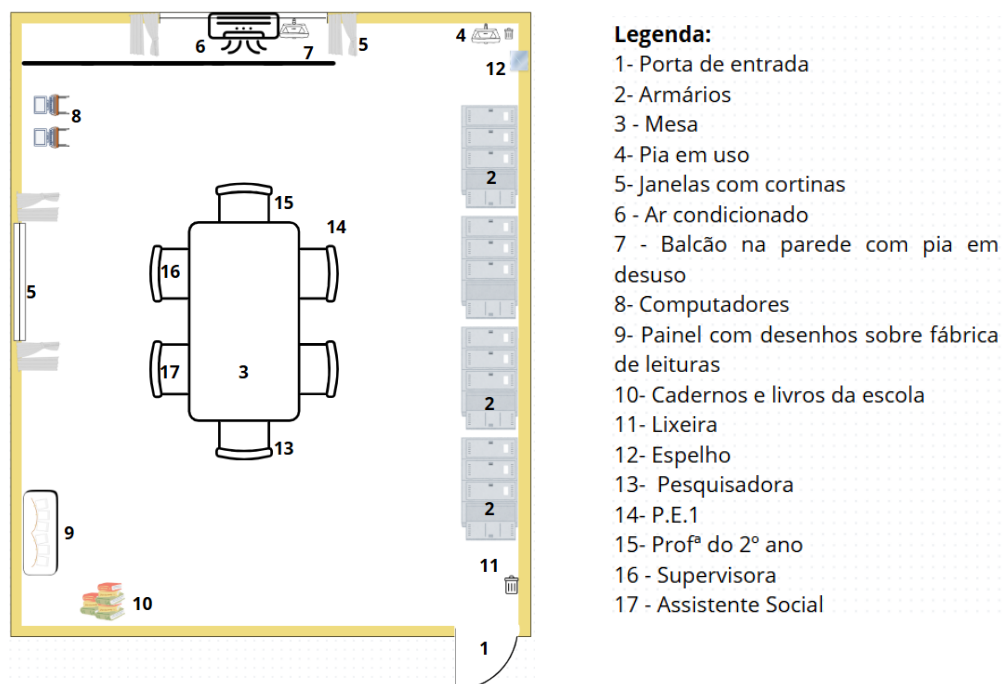 6
7
5
4
12
8
2
15
14
16
5
17
3
2
13
2
9
11
10
1
Legenda:
1- Porta de entrada
2- Armários
3 - Mesa
4- Pia em uso
5- Janelas com cortinas
6 - Ar condicionado
7 - Balcão na parede com pia em
desuso
8- Computadores
9- Painel com desenhos sobre fábrica
de leituras
10- Cadernos e livros da escola
11- Lixeira
12- Espelho
13- Pesquisadora
14- P.E.1
15- Profª do 2º ano
16 - Supervisora
17 - Assistente Social